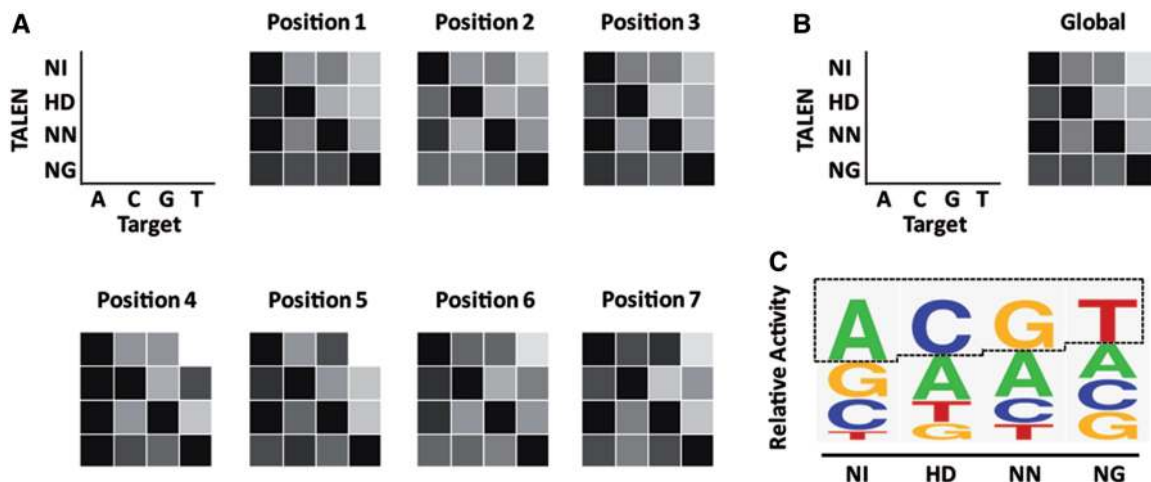 A
Position 1
Position 2
Position 3
TALEN
NI
HD
NN
NG
A C G T
Target
Position 4
Position 5
Position 6
Position 7
B
Global
TALEN
NI
HD
NN
NG
A C G T
Target
C
Relative Activity
A C G T
G A A A
C T C C
T G T G
NI HD NN NG